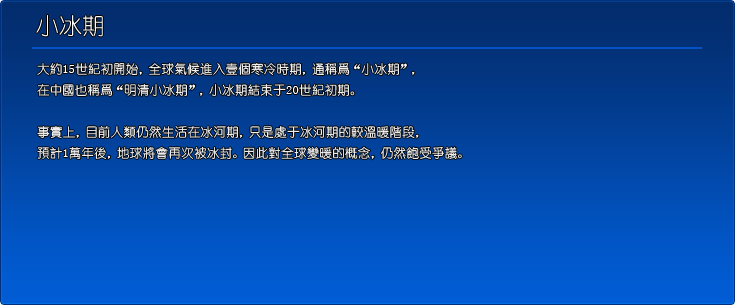 小冰期
大約15世紀初開始，全球氣候進入壹個寒冷時期，通稱爲“小冰期”，
在中國也稱爲“明清小冰期”，小冰期結束于20世紀初期。
事實上，目前人類仍然生活在冰河期，只是處于冰河期的較溫暖階段，
預計1萬年後，地球將會再次被冰封。因此對全球變暖的概念，仍然飽受爭議。